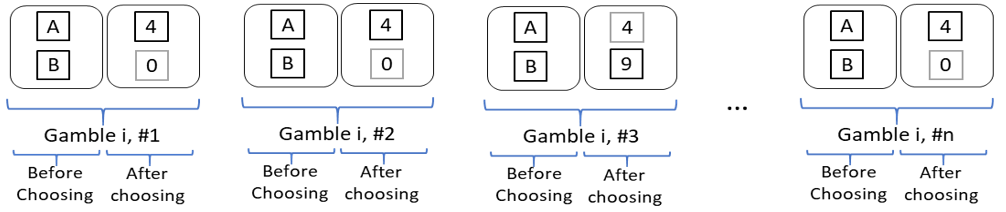 A 4 A 4 A 4 A 4
B 0 B 0 B 9 ... B 0
Gamble i, #1 Gamble i, #2 Gamble i, #3 Gamble i, #n
Before After Before After Before After Before After
Choosing choosing Choosing choosing Choosing choosing Choosing choosing